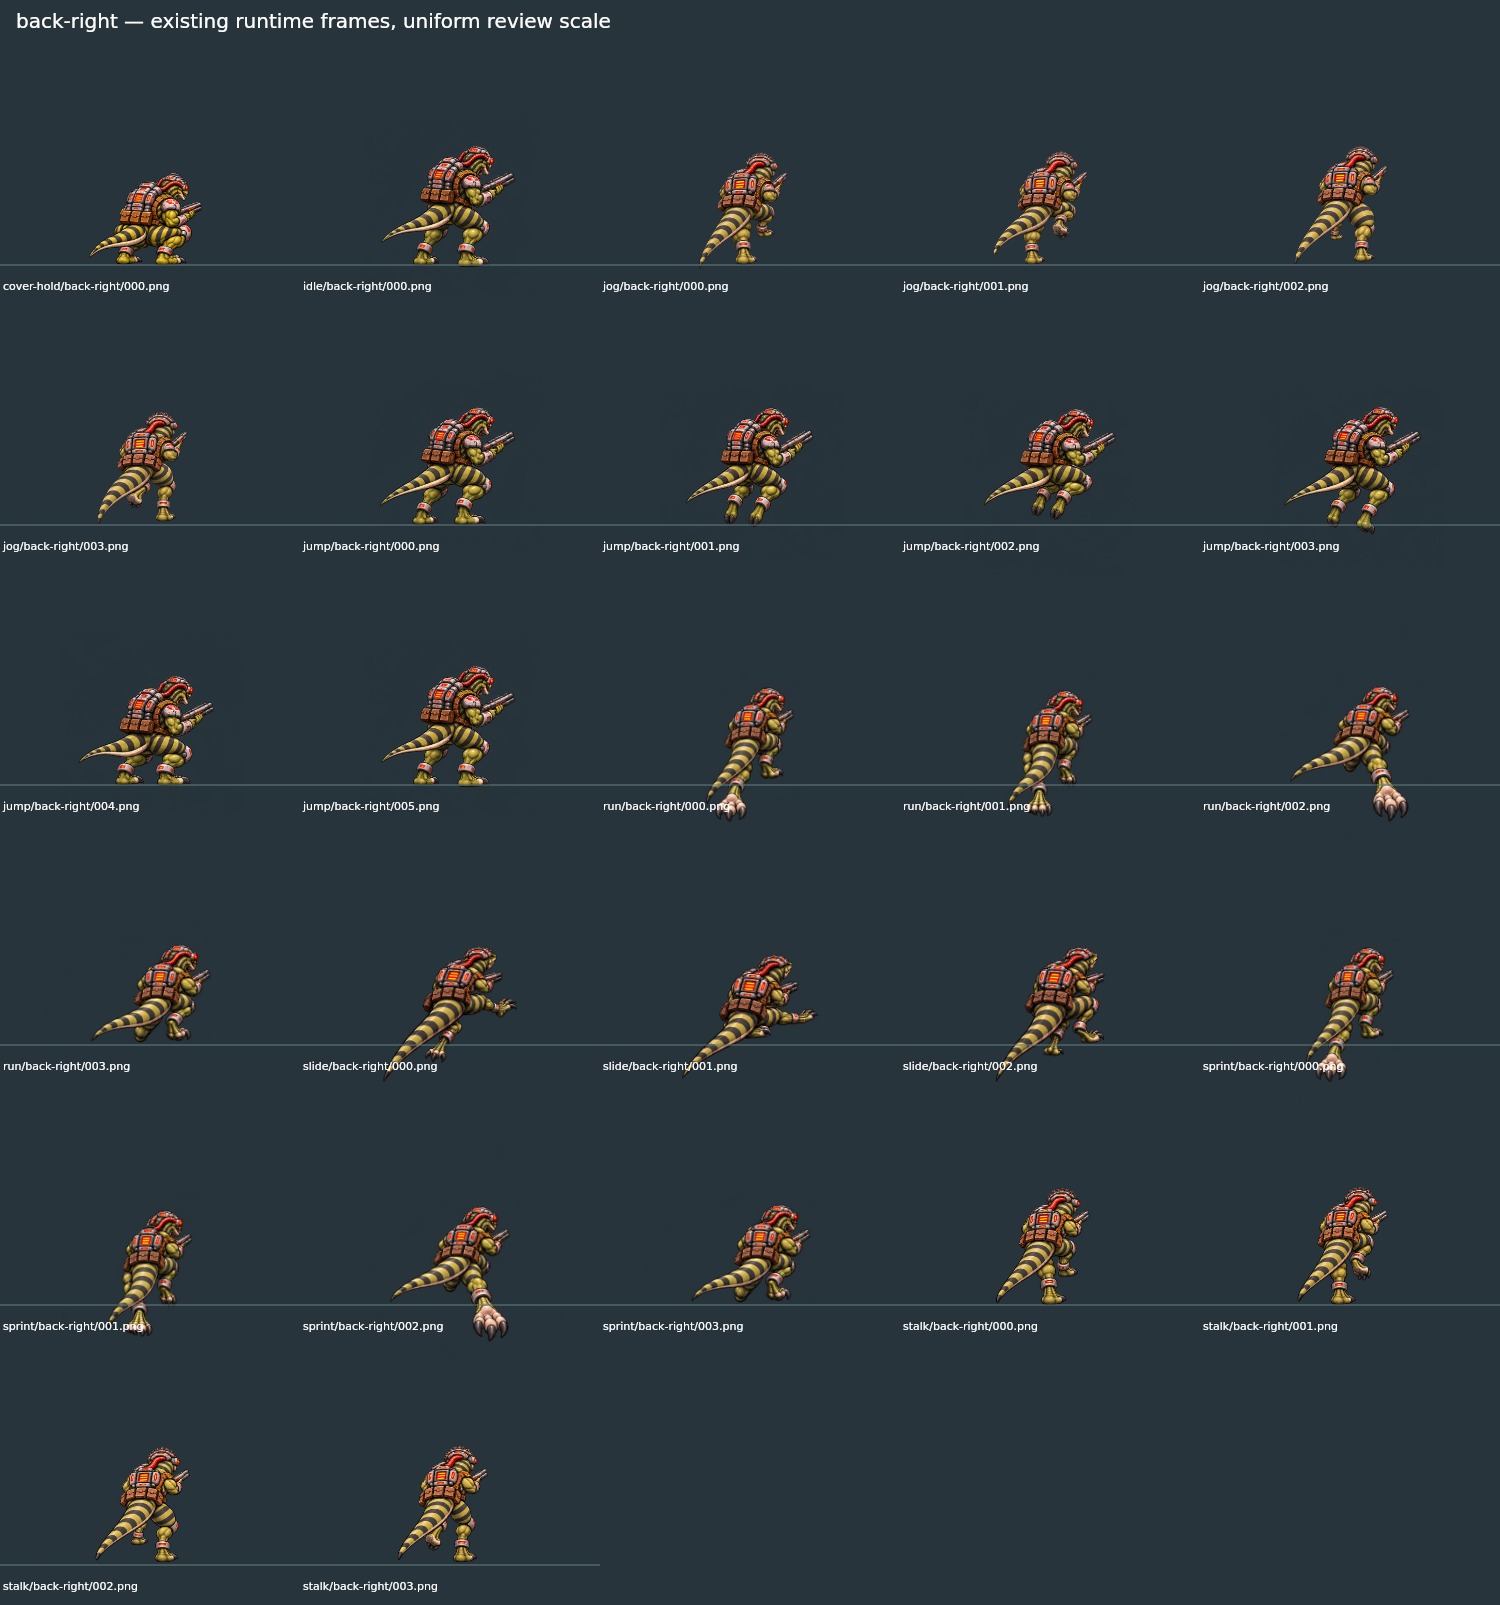 back-right — existing runtime frames, uniform review scale
cover-hold/back-right/000.png
idle/back-right/000.png
jog/back-right/000.png
jog/back-right/001.png
jog/back-right/002.png
jog/back-right/003.png
jump/back-right/000.png
jump/back-right/001.png
jump/back-right/002.png
jump/back-right/003.png
jump/back-right/004.png
jump/back-right/005.png
run/back-right/000.png
run/back-right/001.png
run/back-right/002.png
run/back-right/003.png
slide/back-right/000.png
slide/back-right/001.png
slide/back-right/002.png
sprint/back-right/000.png
sprint/back-right/001.png
sprint/back-right/002.png
sprint/back-right/003.png
stalk/back-right/000.png
stalk/back-right/001.png
stalk/back-right/002.png
stalk/back-right/003.png